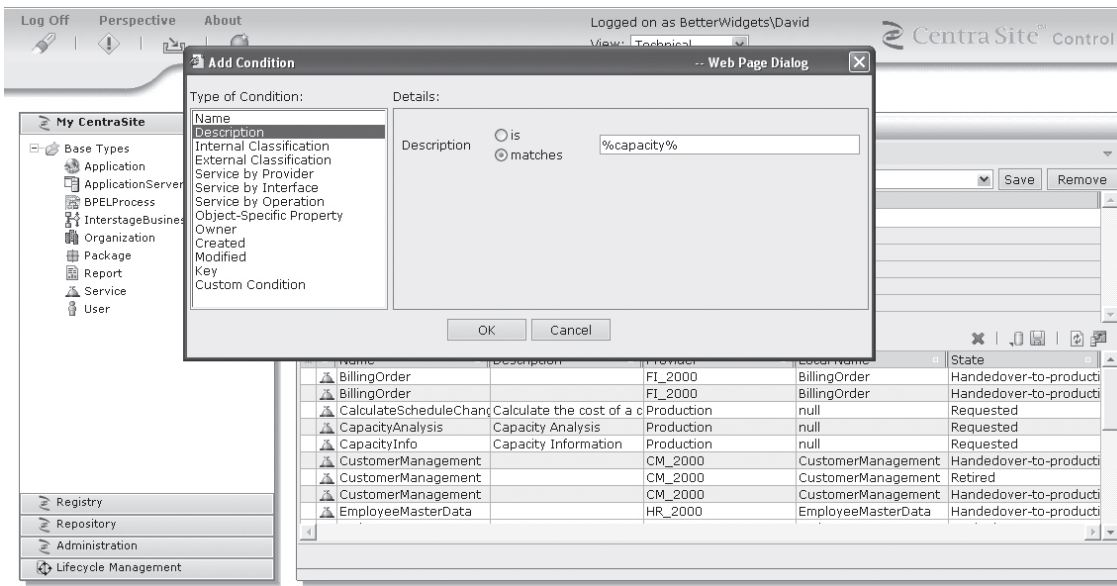 Log Off Perspective About
Logged on as BetterWidgets\David
View: Technical
CentraSite™ Control
Add Condition -- Web Page Dialog
Type of Condition:
Details:
Name
Description
Internal Classification
External Classification
Service by Provider
Service by Interface
Service by Operation
Object-Specific Property
Owner
Created
Modified
Key
Custom Condition
Description
is
matches
%capacity%
OK Cancel
My CentraSite
Base Types
Application
ApplicationServer
BPELProcess
InterstageBusines
Organization
Package
Report
Service
User
Registry
Repository
Administration
Lifecycle Management
Save Remove
Name Description Provider Local Name State
BillingOrder FI_2000 BillingOrder Handedover-to-producti
BillingOrder FI_2000 BillingOrder Handedover-to-producti
CalculateScheduleChang Calculate the cost of a c Production null Requested
CapacityAnalysis Capacity Analysis Production null Requested
CapacityInfo Capacity Information Production null Requested
CustomerManagement CM_2000 CustomerManagement Handedover-to-producti
CustomerManagement CM_2000 CustomerManagement Retired
CustomerManagement CM_2000 CustomerManagement Handedover-to-producti
EmployeeMasterData HR_2000 EmployeeMasterData Handedover-to-producti